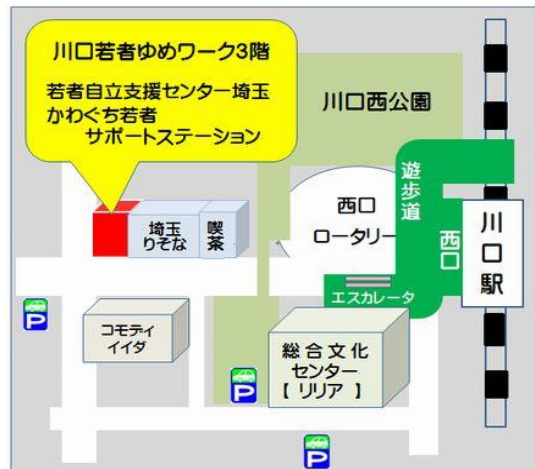 川口若者ゆめワーク3階
若者自立支援センター埼玉
かわぐち若者
サポートステーション
川口西公園
遊歩道
西口
ロータリー
西口
川口駅
埼玉
りそな
喫茶
エスカレータ
コモディ
イイダ
総合文化
センター
【 リリア 】
P
P
P